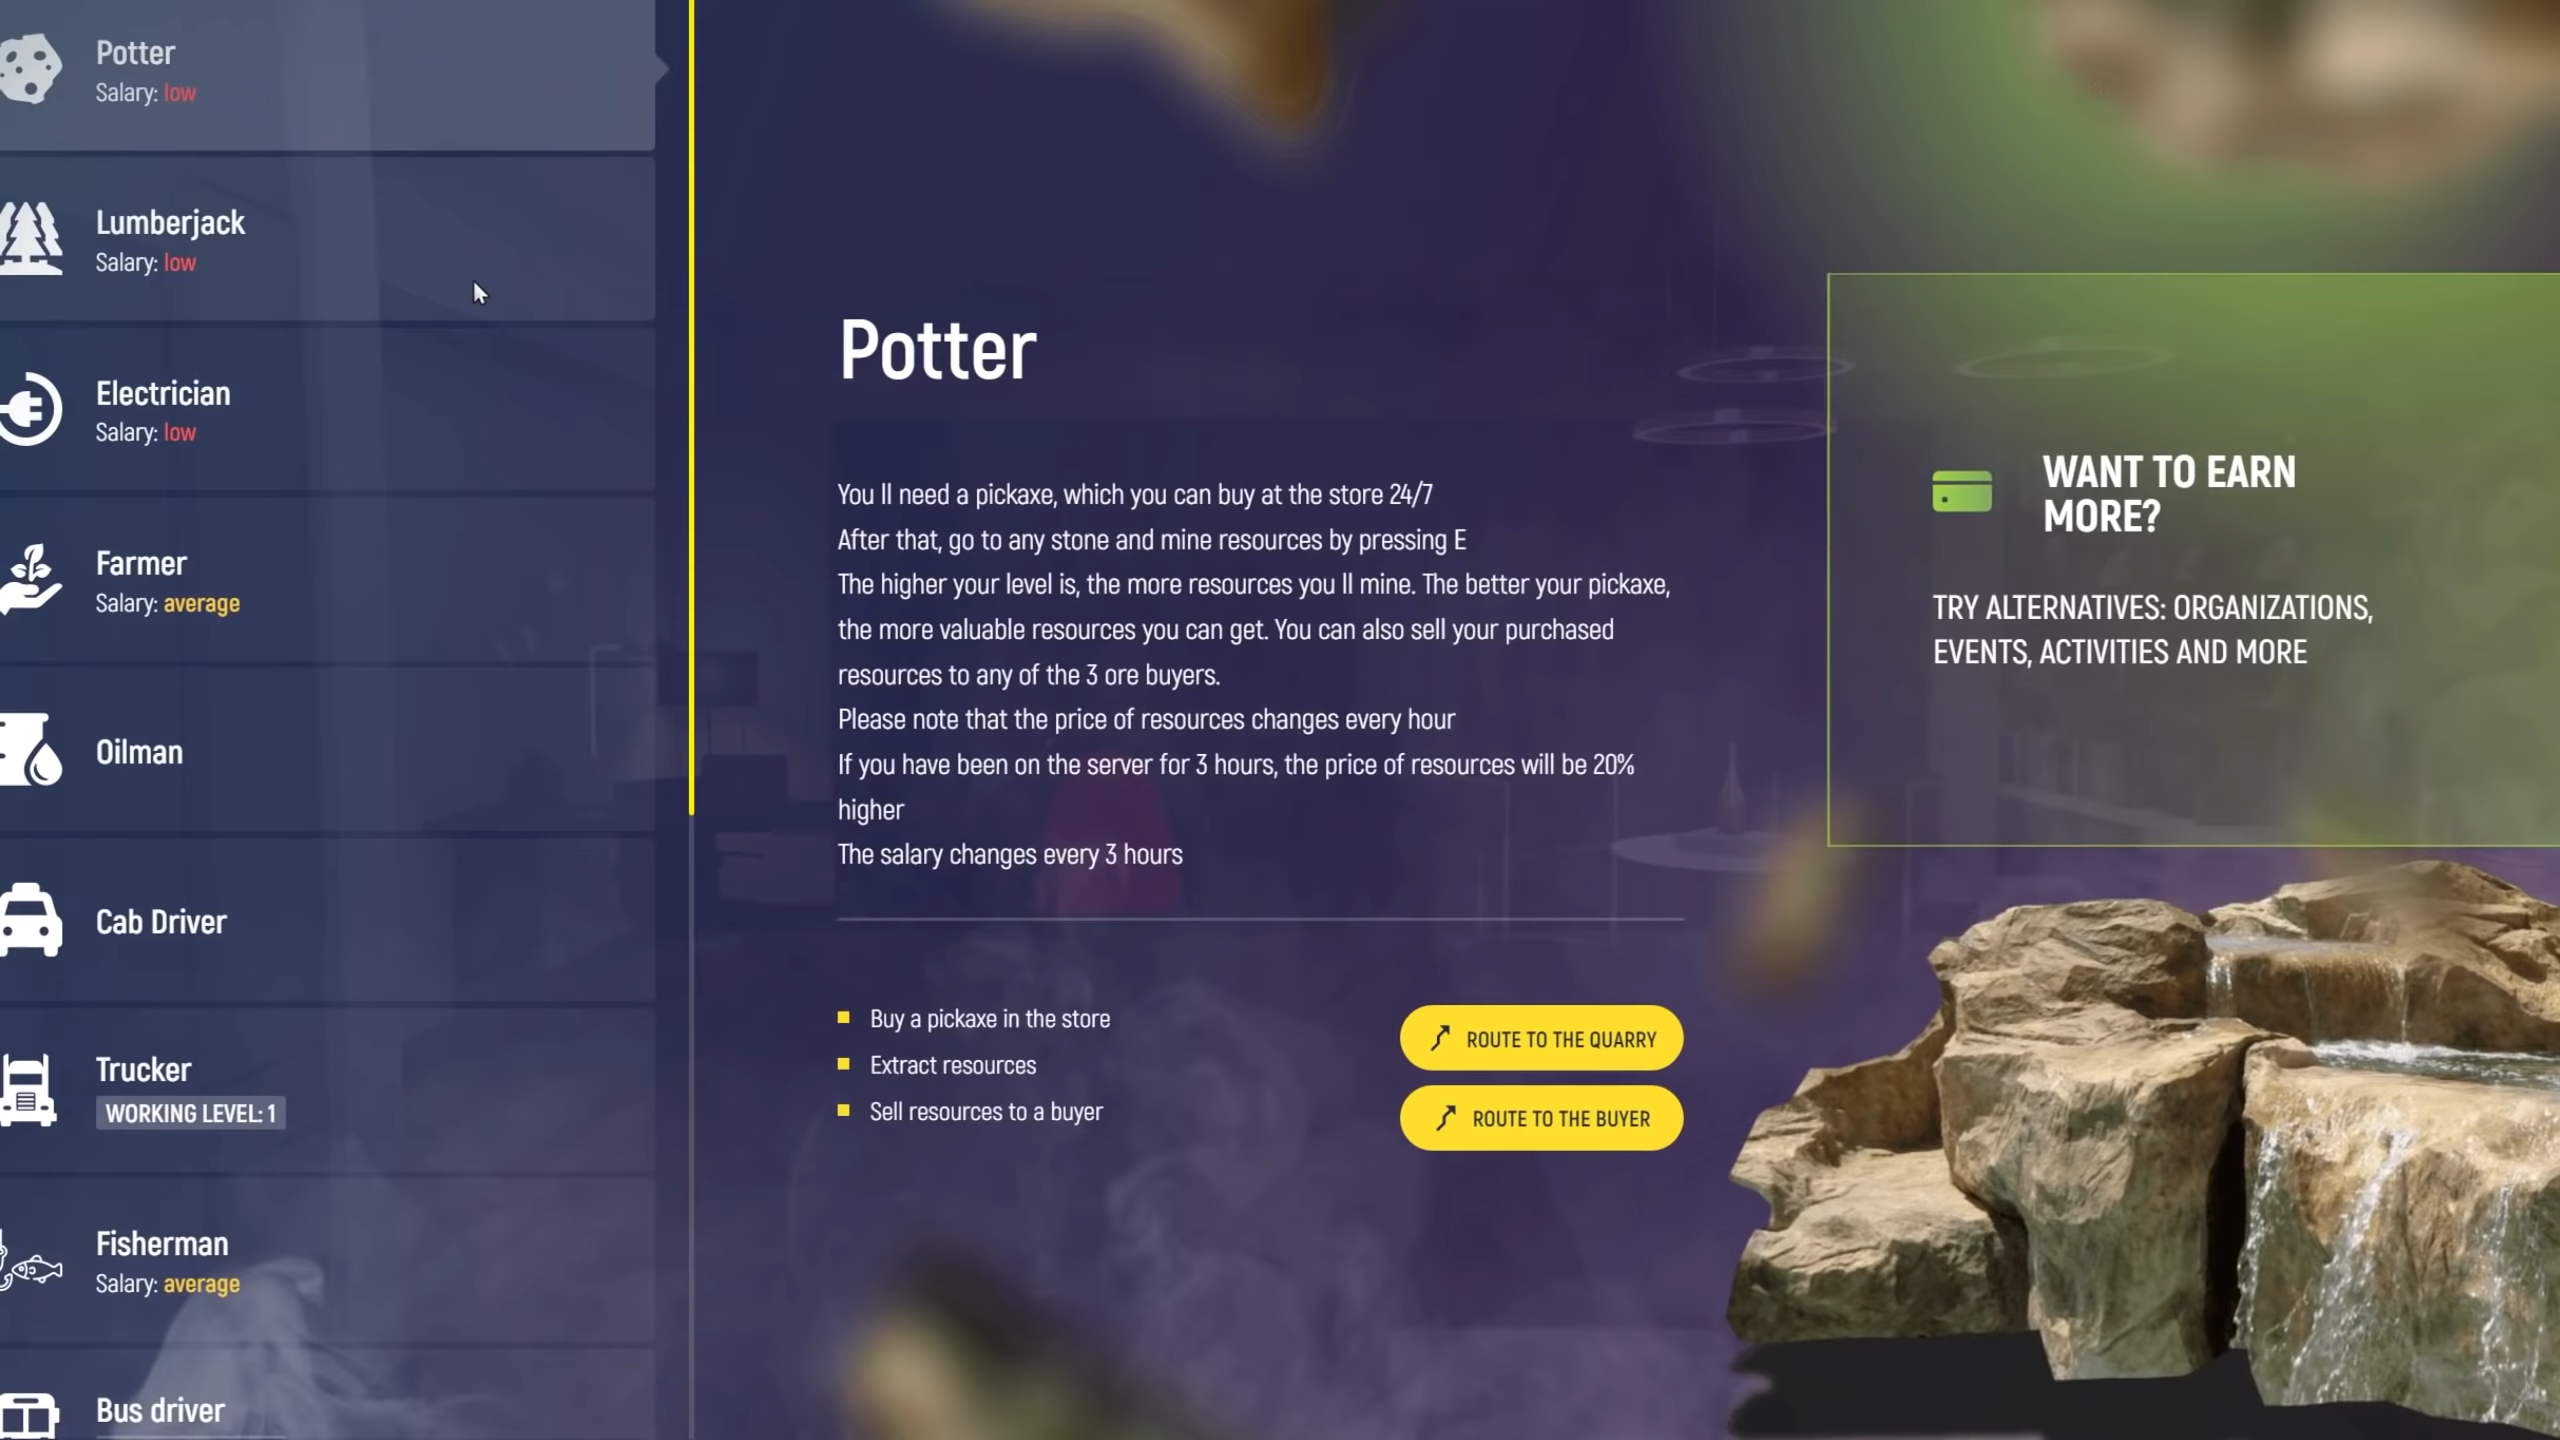 Potter
Salary: low
Lumberjack
Salary: low
Electrician
Salary: low
Farmer
Salary: average
Oilman
Cab Driver
Trucker
WORKING LEVEL: 1
Fisherman
Salary: average
Bus driver
Potter
You ll need a pickaxe, which you can buy at the store 24/7
After that, go to any stone and mine resources by pressing E
The higher your level is, the more resources you ll mine. The better your pickaxe,
the more valuable resources you can get. You can also sell your purchased
resources to any of the 3 ore buyers.
Please note that the price of resources changes every hour
If you have been on the server for 3 hours, the price of resources will be 20%
higher
The salary changes every 3 hours
Buy a pickaxe in the store
Extract resources
Sell resources to a buyer
ROUTE TO THE QUARRY
ROUTE TO THE BUYER
WANT TO EARN
MORE?
TRY ALTERNATIVES: ORGANIZATIONS,
EVENTS, ACTIVITIES AND MORE